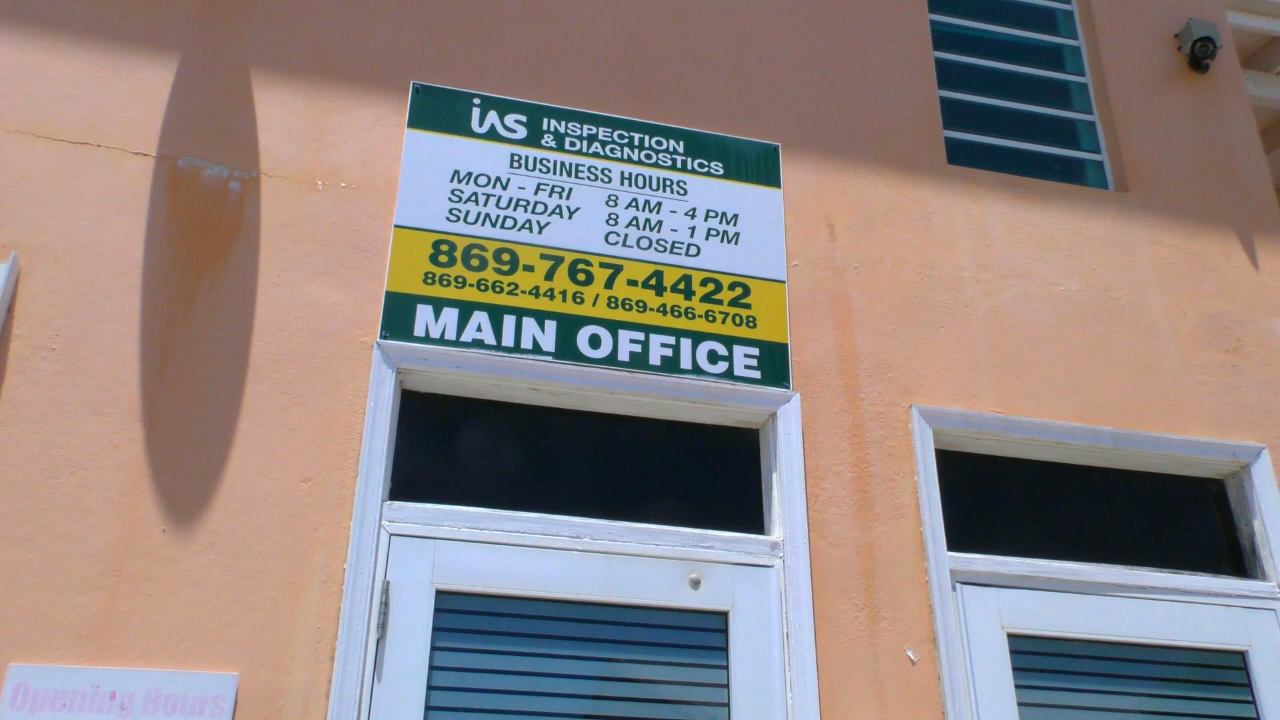 ias INSPECTION
& DIAGNOSTICS
BUSINESS HOURS
MON - FRI 8 AM - 4 PM
SATURDAY 8 AM - 1 PM
SUNDAY CLOSED
869-767-4422
869-662-4416 / 869-466-6708
MAIN OFFICE
Opening Hours